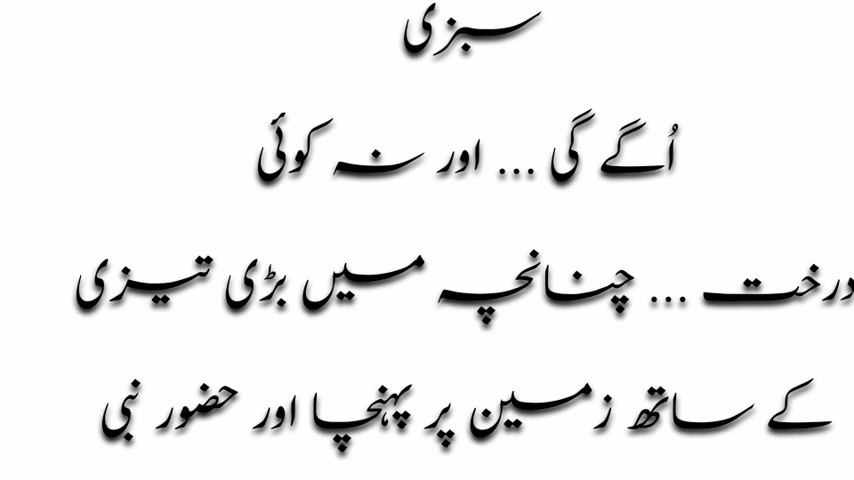 سبزی
اُگے گی ... اور نہ کوئی
درخت ... چنانچہ میں بڑی تیزی
کے ساتھ زمین پر پہنچا اور حضور نبی